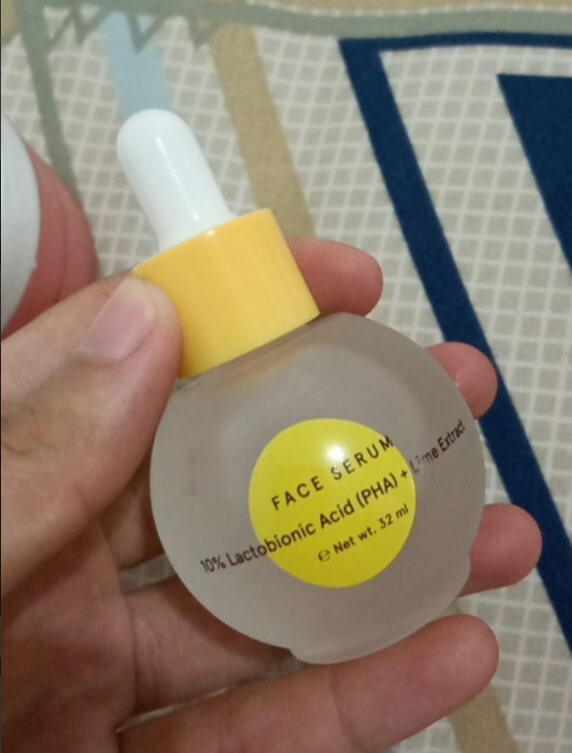 FACE SERUM
10% Lactobionic Acid (PHA) + Lime Extract
℮ Net wt. 32 ml